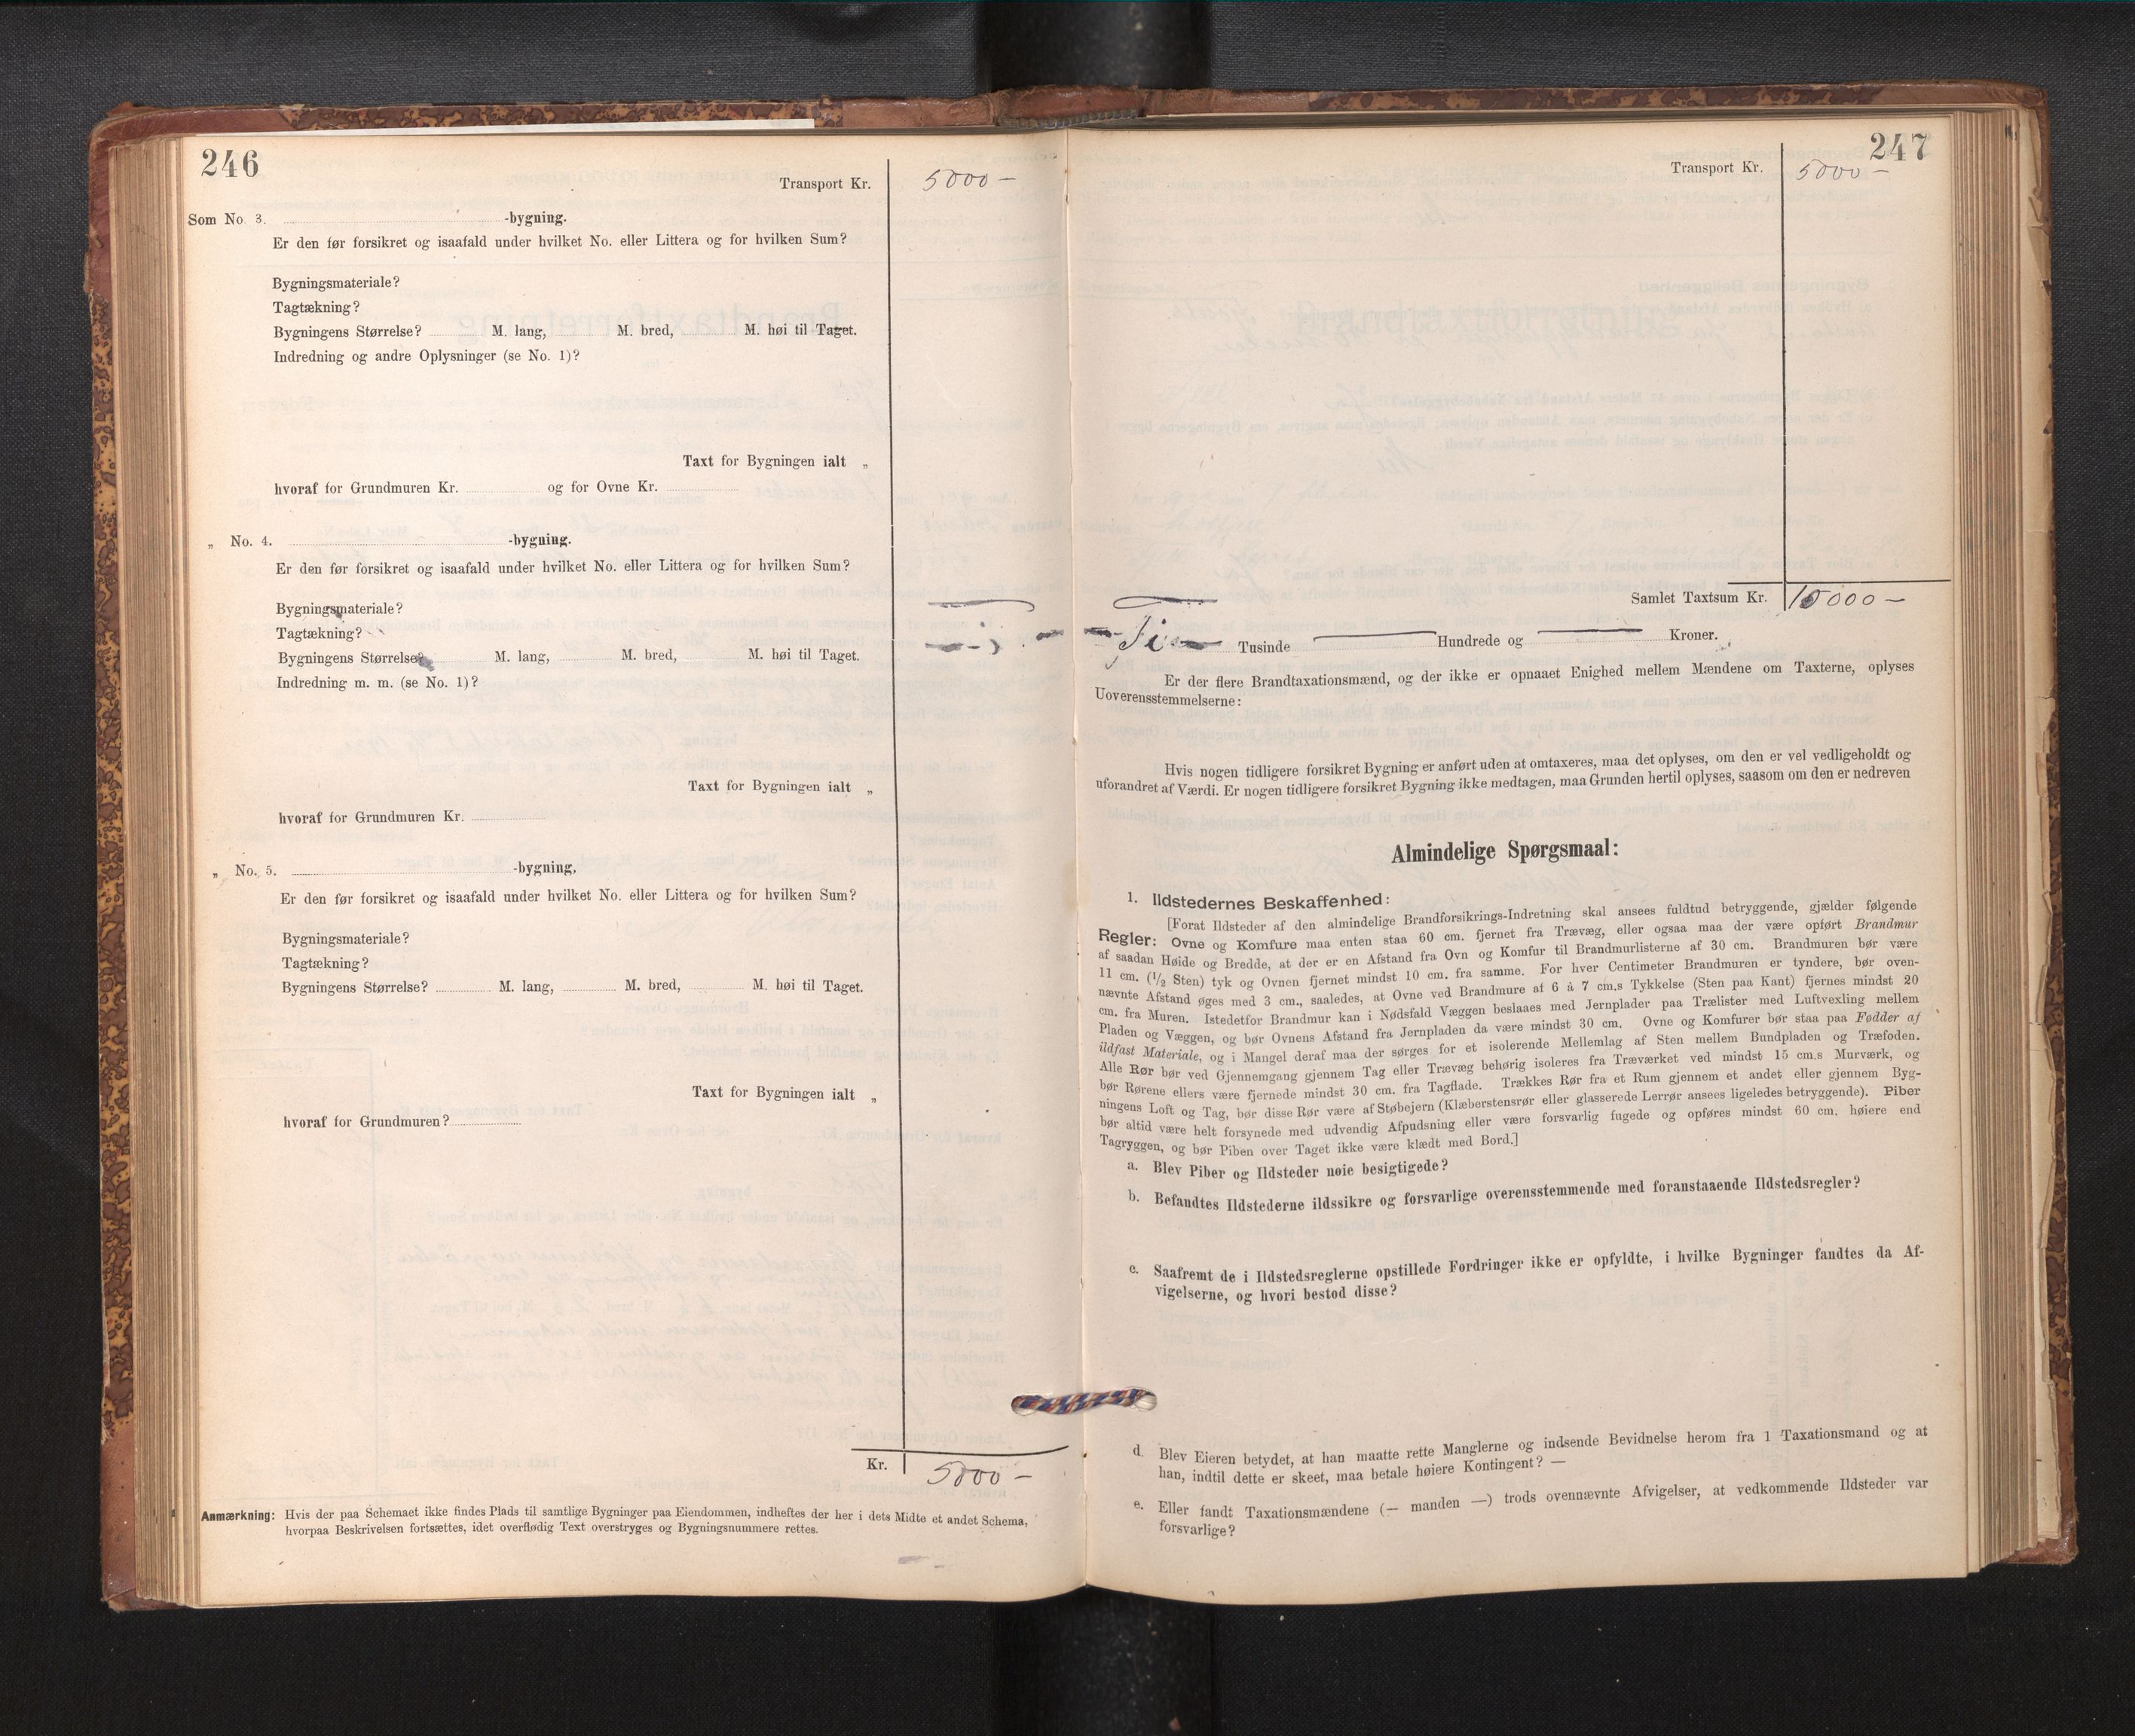 246
Transport Kr. 5000 —
Som No. 3. -bygning.
Er den før forsikret og isaafald under hvilket No. eller Littera og for hvilken Sum?
Bygningsmateriale?
Tagtækning?
Bygningens Størrelse? M. lang, M. bred, M. høi til Taget.
Indredning og andre Oplysninger (se No. 1)?
Taxt for Bygningen ialt „
hvoraf for Grundmuren Kr. og for Ovne Kr.
„ No. 4. -bygning.
Er den før forsikret og isaafald under hvilket No. eller Littera og for hvilken Sum?
Bygningsmateriale?
Tagtækning?
Bygningens Størrelse? M. lang, M. bred, M. høi til Taget.
Indredning m. m. (se No. 1)?
Taxt for Bygningen ialt „
hvoraf for Grundmuren Kr.
„ No. 5. -bygning,
Er den før forsikret og isaafald under hvilket No. eller Littera og for hvilken Sum?
Bygningsmateriale?
Tagtækning?
Bygningens Størrelse? M. lang, M. bred, M. høi til Taget.
Taxt for Bygningen ialt „
hvoraf for Grundmuren?
Kr. 5000 —
Anmærkning: Hvis der paa Schemaet ikke findes Plads til samtlige Bygninger paa Eiendommen, indheftes der her i dets Midte et andet Schema,
hvorpaa Beskrivelsen fortsættes, idet overflødig Text overstryges og Bygningsnummere rettes.
247
Transport Kr. 5000 —
Samlet Taxtsum Kr. 10000 —
Ti Tusinde Hundrede og Kroner.
Er der flere Brandtaxationsmænd, og der ikke er opnaaet Enighed mellem Mændene om Taxterne, oplyses
Uoverensstemmelserne:
Hvis nogen tidligere forsikret Bygning er anført uden at omtaxeres, maa det oplyses, om den er vel vedligeholdt og
uforandret af Værdi. Er nogen tidligere forsikret Bygning ikke medtagen, maa Grunden hertil oplyses, saasom om den er nedreven
Almindelige Spørgsmaal:
1. Ildstedernes Beskaffenhed:
[Forat Ildsteder af den almindelige Brandforsikrings-Indretning skal ansees fuldtud betryggende, gjælder følgende
Regler: Ovne og Komfure maa enten staa 60 cm. fjernet fra Trævæg, eller ogsaa maa der være opført Brandmur
af saadan Høide og Bredde, at der er en Afstand fra Ovn og Komfur til Brandmurlisterne af 30 cm. Brandmuren bør være
11 cm. (1/2 Sten) tyk og Ovnen fjernet mindst 10 cm. fra samme. For hver Centimeter Brandmuren er tyndere, bør oven-
nævnte Afstand øges med 3 cm., saaledes, at Ovne ved Brandmure af 6 à 7 cm.s Tykkelse (Sten paa Kant) fjernes mindst 20
cm. fra Muren. Istedetfor Brandmur kan i Nødsfald Væggen beslaaes med Jernplader paa Trælister med Luftvexling mellem
Pladen og Væggen, og bør Ovnens Afstand fra Jernpladen da være mindst 30 cm. Ovne og Komfurer bør staa paa Fødder af
ildfast Materiale, og i Mangel deraf maa der sørges for et isolerende Mellemlag af Sten mellem Bundpladen og Træfoden.
Alle Rør bør ved Gjennemgang gjennem Tag eller Trævæg behørig isoleres fra Træværket ved mindst 15 cm.s Murværk, og
bør Rørene ellers være fjernede mindst 30 cm. fra Tagflade. Trækkes Rør fra et Rum gjennem et andet eller gjennem Byg-
ningens Loft og Tag, bør disse Rør være af Støbejern (Klæberstensrør eller glasserede Lerrør ansees ligeledes betryggende). Piber
bør altid være helt forsynede med udvendig Afpudsning eller være forsvarlig fugede og opføres mindst 60 cm. høiere end
Tagryggen, og bør Piben over Taget ikke være klædt med Bord.]
a. Blev Piber og Ildsteder nøie besigtigede?
b. Befandtes Ildstederne ildssikre og forsvarlige overensstemmende med foranstaaende Ildstedsregler?
c. Saafremt de i Ildstedsreglerne opstillede Fordringer ikke er opfyldte, i hvilke Bygninger fandtes da Af-
vigelserne, og hvori bestod disse?
d. Blev Eieren betydet, at han maatte rette Manglerne og indsende Bevidnelse herom fra 1 Taxationsmand og at
han, indtil dette er skeet, maa betale høiere Kontingent? —
e. Eller fandt Taxationsmændene (— manden —) trods ovennævnte Afvigelser, at vedkommende Ildsteder var
forsvarlige?